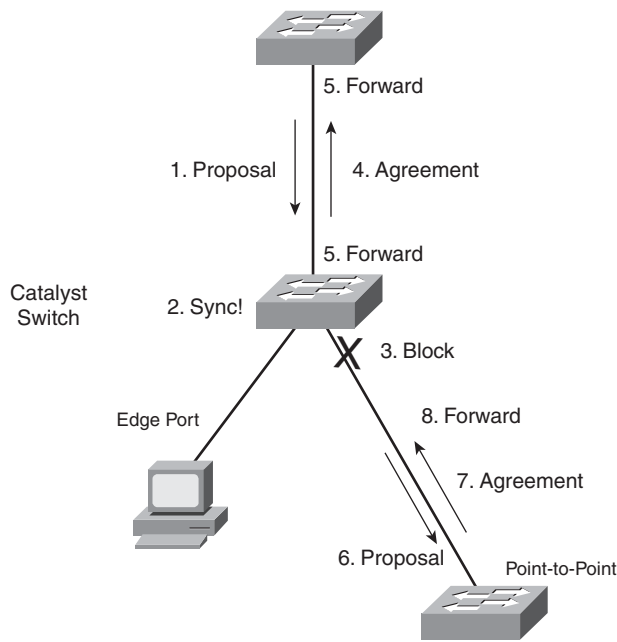 5. Forward
1. Proposal
4. Agreement
5. Forward
Catalyst
Switch
2. Sync!
X
3. Block
Edge Port
8. Forward
7. Agreement
6. Proposal
Point-to-Point